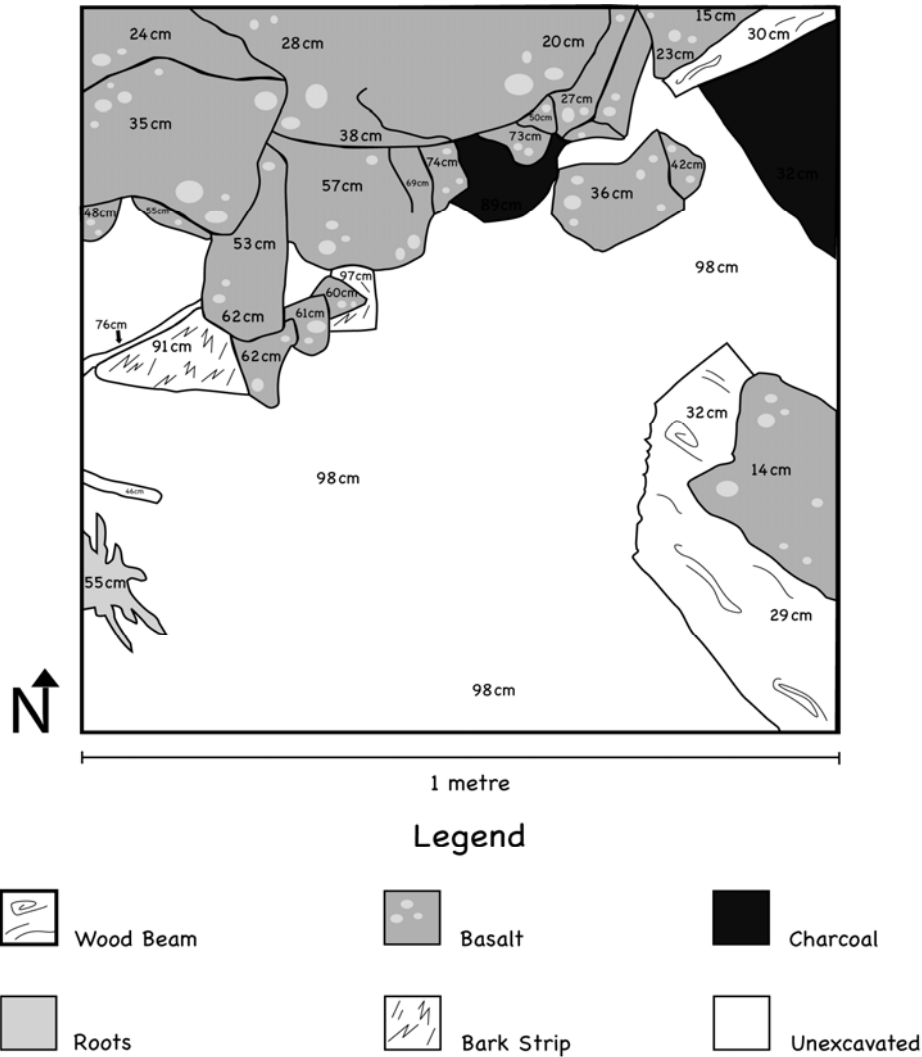 15cm
24cm
28cm
20cm
30cm
23cm
27cm
35cm
50cm
38cm
73cm
74cm
42cm
32cm
57cm
69cm
36cm
89cm
48cm
55cm
53cm
98cm
97cm
60cm
62cm
61cm
76cm
91cm
62cm
32cm
14cm
98cm
66cm
55cm
29cm
98cm
N
1 metre
Legend
Wood Beam
Basalt
Charcoal
Roots
Bark Strip
Unexcavated